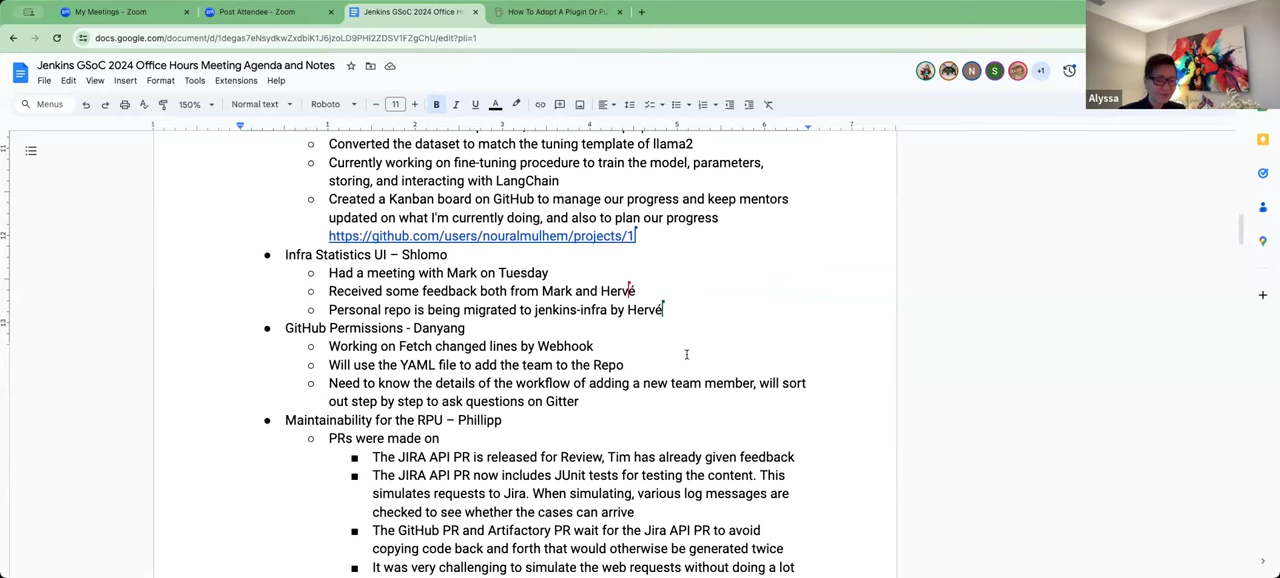 My Meetings - Zoom
Post Attendee - Zoom
Jenkins GSoC 2024 Office Ho
How To Adopt A Plugin Or Pu
docs.google.com/document/d/1degas7eNsydkwZxdbiK1J6jzoLD9PHl2ZDSV1FZgChU/edit?pli=1
Jenkins GSoC 2024 Office Hours Meeting Agenda and Notes
File Edit View Insert Format Tools Extensions Help
N S +1
Alyssa
Menus 150% Normal text Roboto 11 B I U A
1 1 2 3 4 5 6 7
Converted the dataset to match the tuning template of llama2
Currently working on fine-tuning procedure to train the model, parameters,
storing, and interacting with LangChain
Created a Kanban board on GitHub to manage our progress and keep mentors
updated on what I'm currently doing, and also to plan our progress
https://github.com/users/nouralmulhem/projects/1
Infra Statistics UI – Shlomo
Had a meeting with Mark on Tuesday
Received some feedback both from Mark and Hervé
Personal repo is being migrated to jenkins-infra by Hervé
GitHub Permissions - Danyang
Working on Fetch changed lines by Webhook
Will use the YAML file to add the team to the Repo
Need to know the details of the workflow of adding a new team member, will sort
out step by step to ask questions on Gitter
Maintainability for the RPU – Phillipp
PRs were made on
The JIRA API PR is released for Review, Tim has already given feedback
The JIRA API PR now includes JUnit tests for testing the content. This
simulates requests to Jira. When simulating, various log messages are
checked to see whether the cases can arrive
The GitHub PR and Artifactory PR wait for the Jira API PR to avoid
copying code back and forth that would otherwise be generated twice
It was very challenging to simulate the web requests without doing a lot